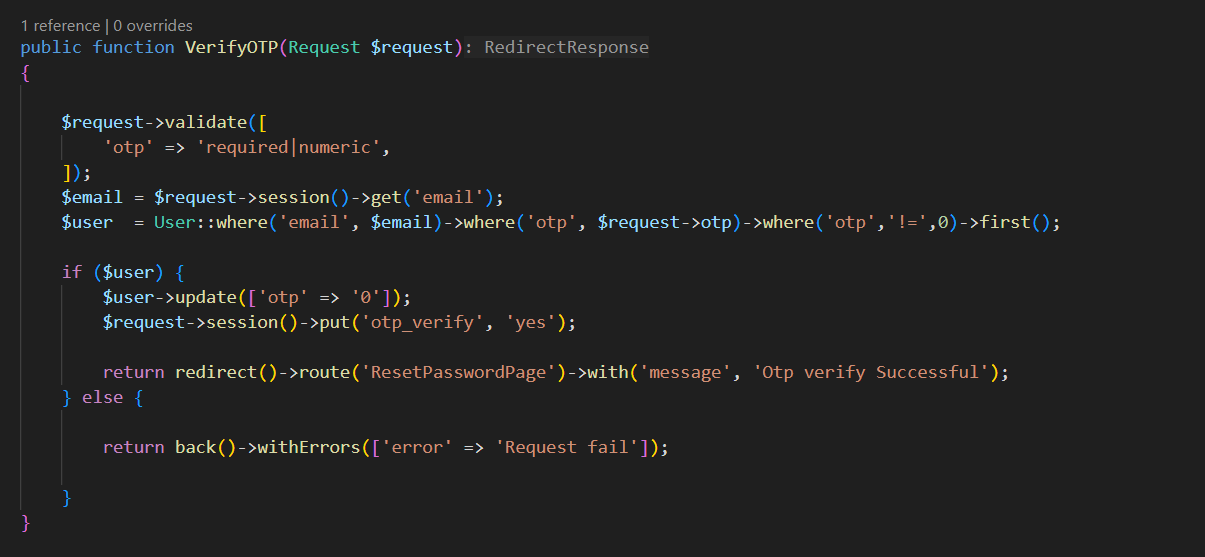 1 reference | 0 overrides
public function VerifyOTP(Request $request): RedirectResponse
{
$request->validate([
'otp' => 'required|numeric',
]);
$email = $request->session()->get('email');
$user  = User::where('email', $email)->where('otp', $request->otp)->where('otp','!=',0)->first();
if ($user) {
$user->update(['otp' => '0']);
$request->session()->put('otp_verify', 'yes');
return redirect()->route('ResetPasswordPage')->with('message', 'Otp verify Successful');
} else {
return back()->withErrors(['error' => 'Request fail']);
}
}